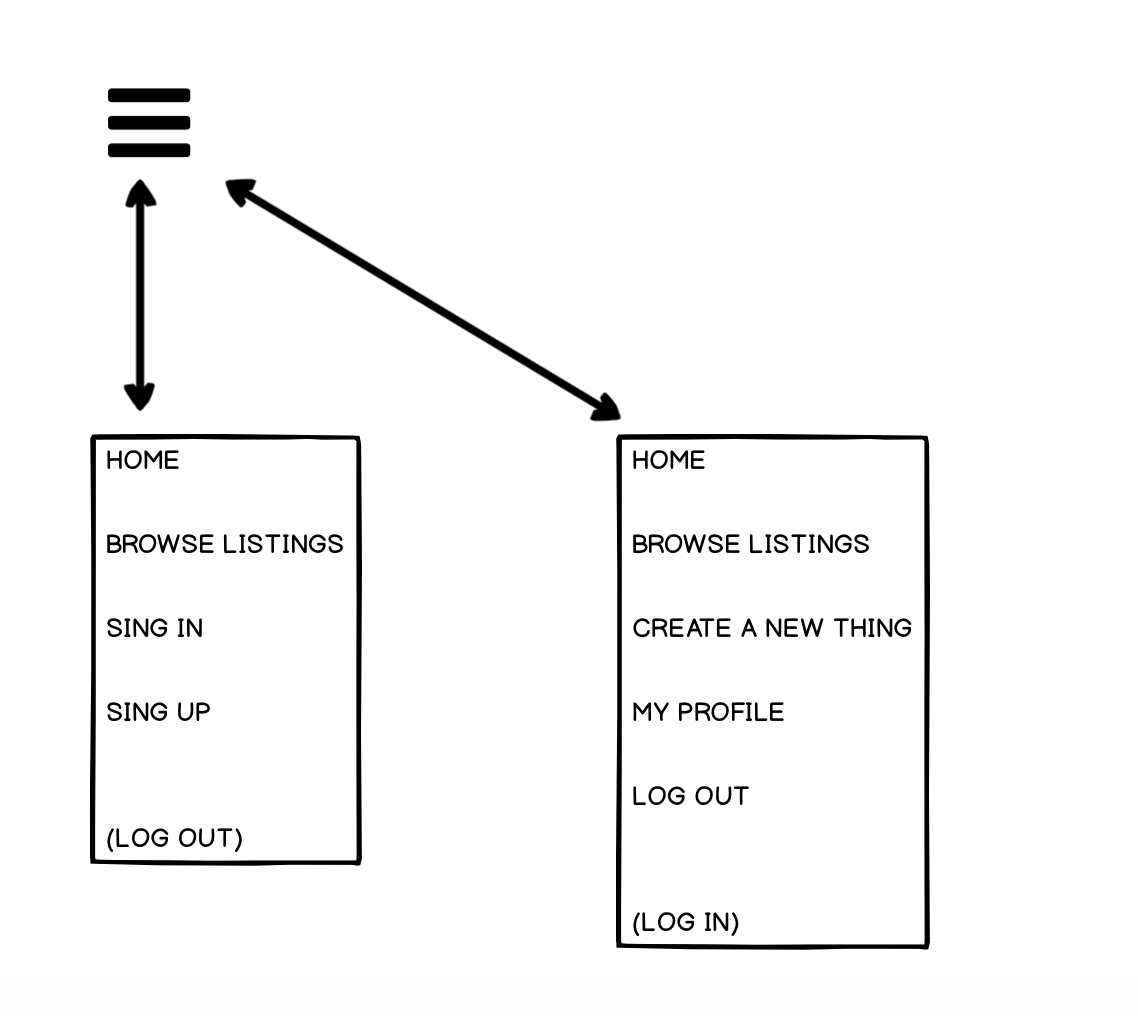 HOME
BROWSE LISTINGS
SING IN
SING UP
(LOG OUT)
HOME
BROWSE LISTINGS
CREATE A NEW THING
MY PROFILE
LOG OUT
(LOG IN)